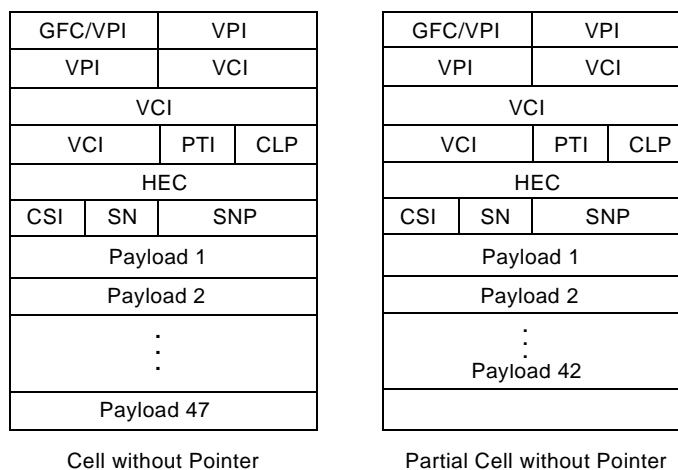 GFC/VPI VPI
VPI VCI
VCI
VCI PTI CLP
HEC
CSI SN SNP
Payload 1
Payload 2
.
.
.
Payload 47
Cell without Pointer
GFC/VPI VPI
VPI VCI
VCI
VCI PTI CLP
HEC
CSI SN SNP
Payload 1
Payload 2
.
.
.
Payload 42
Partial Cell without Pointer